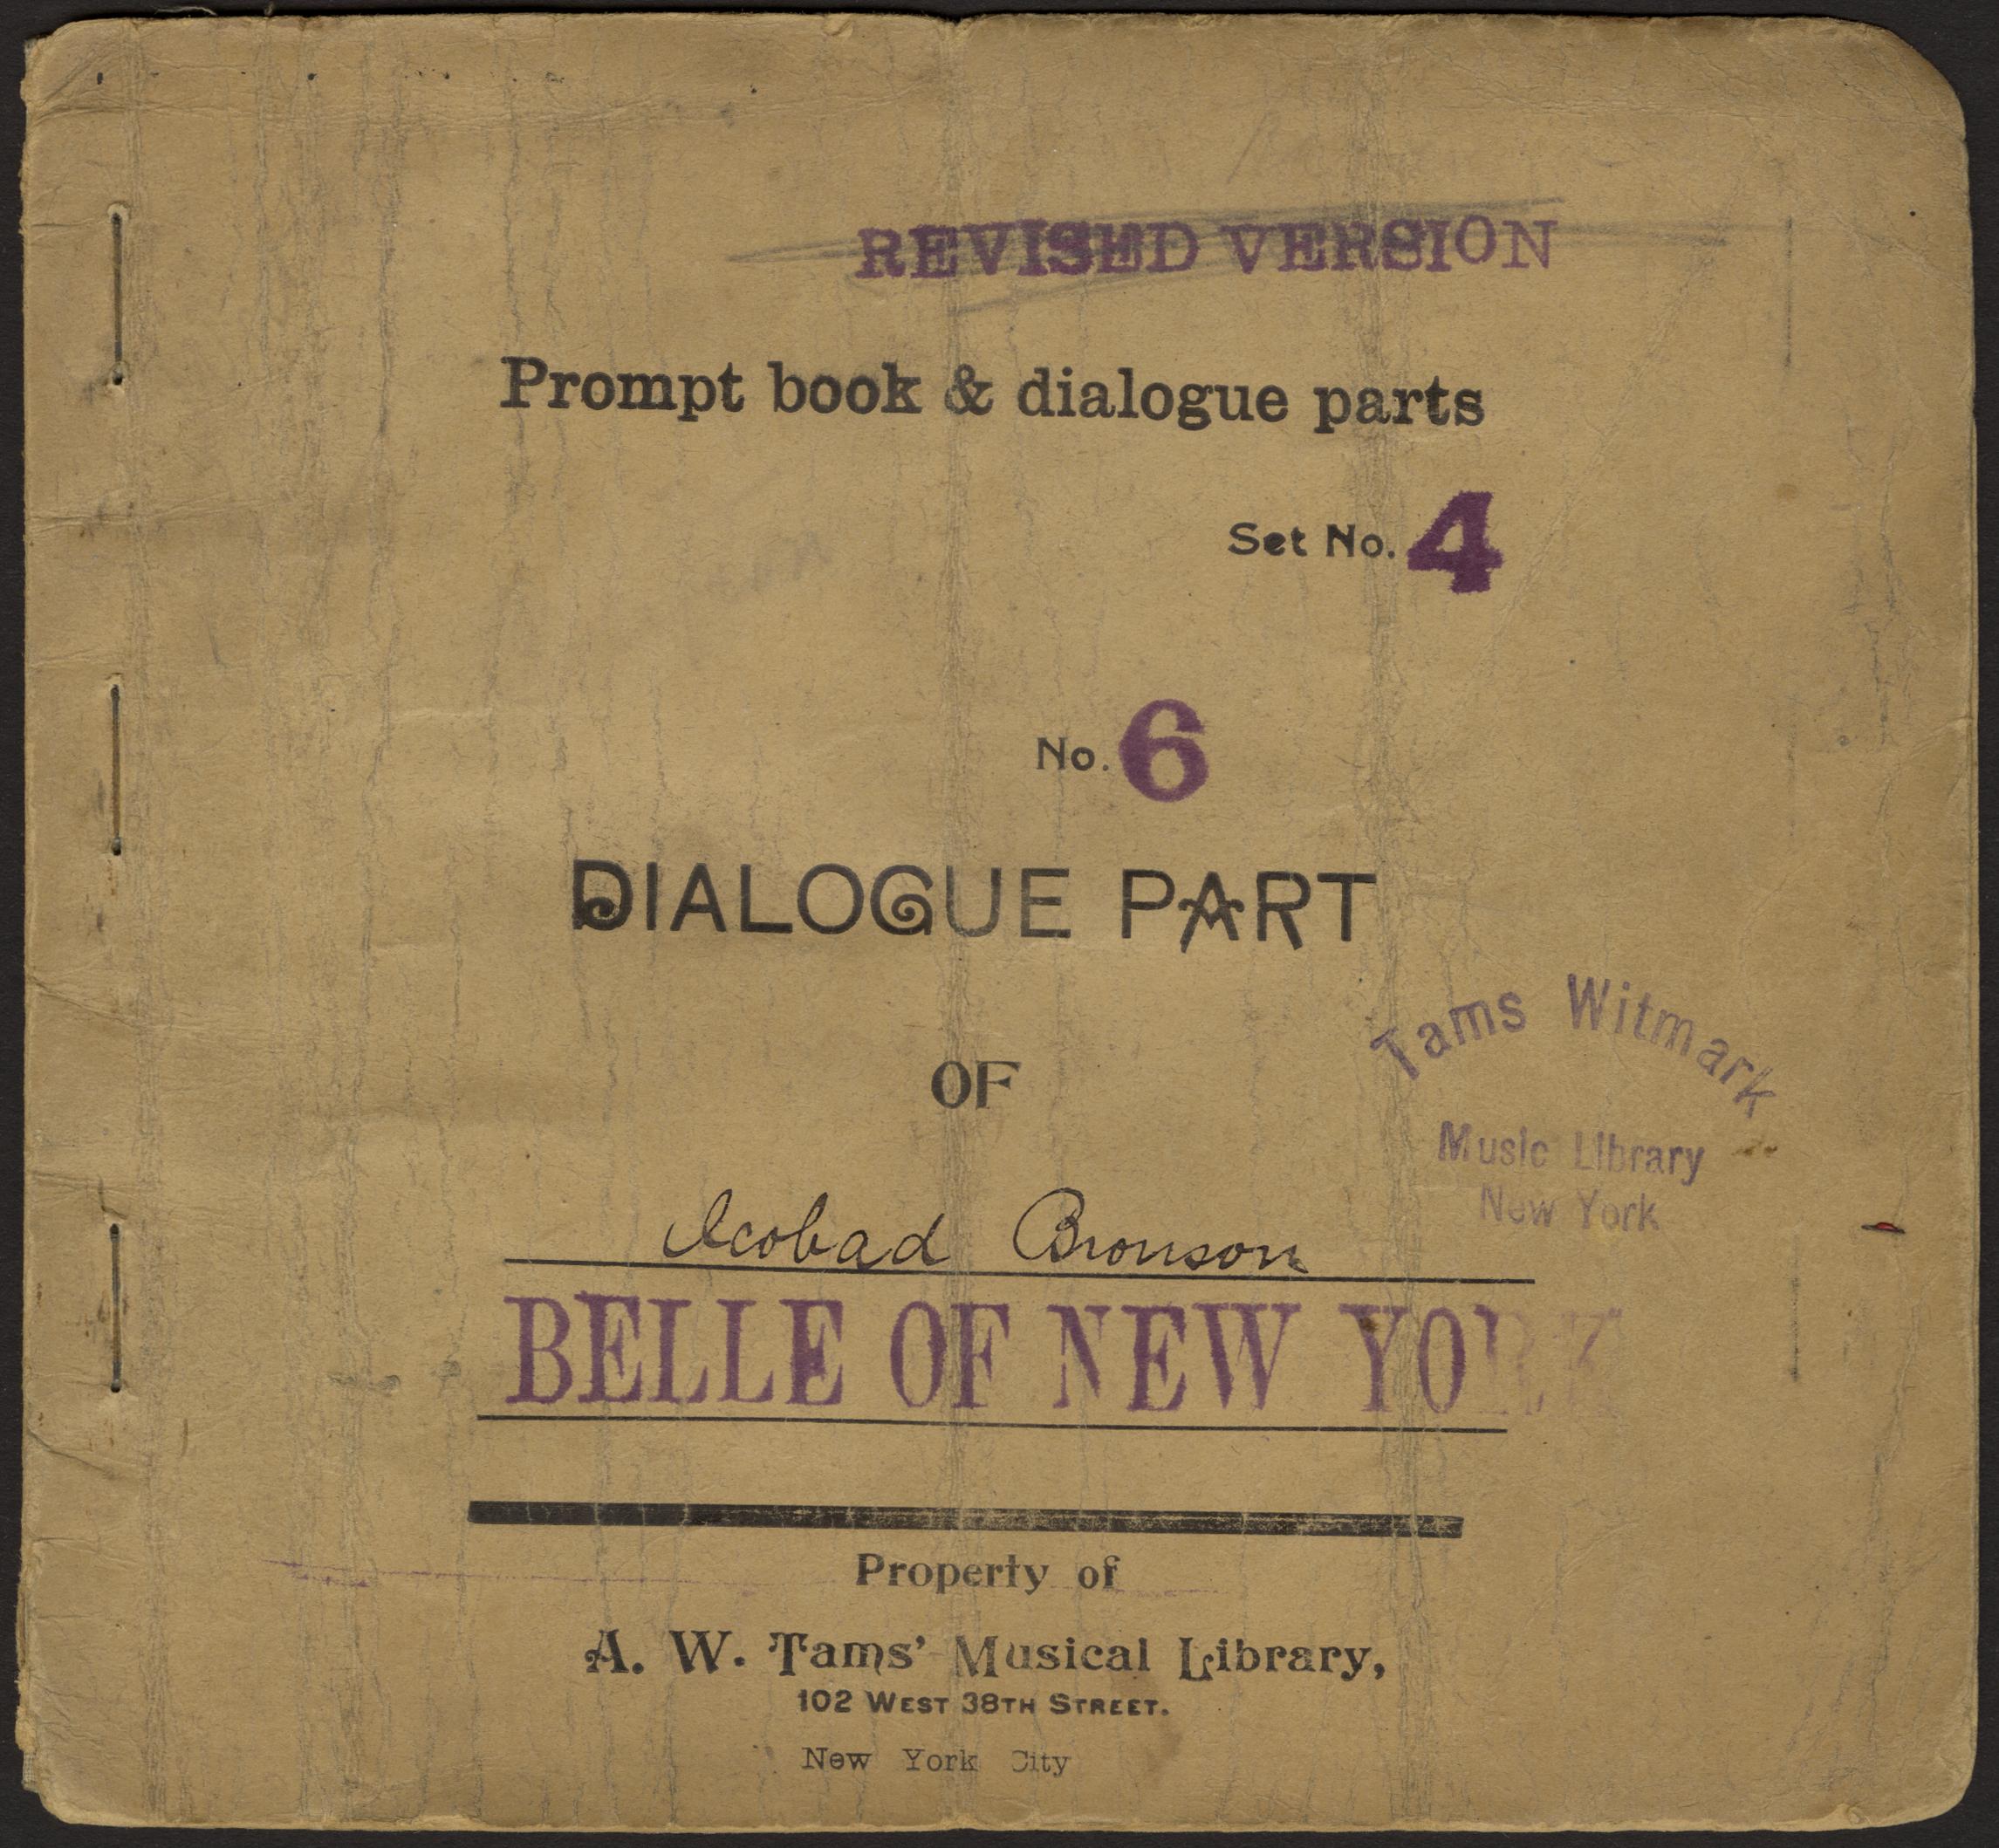 REVISED VERSION
Prompt book & dialogue parts
Set No. 4
No. 6
DIALOGUE PART
OF
Tams Witmark
Music Library
New York
Icobad Bronson
BELLE OF NEW YORK
Property of
A. W. Tams' Musical Library,
102 WEST 38TH STREET.
New York City